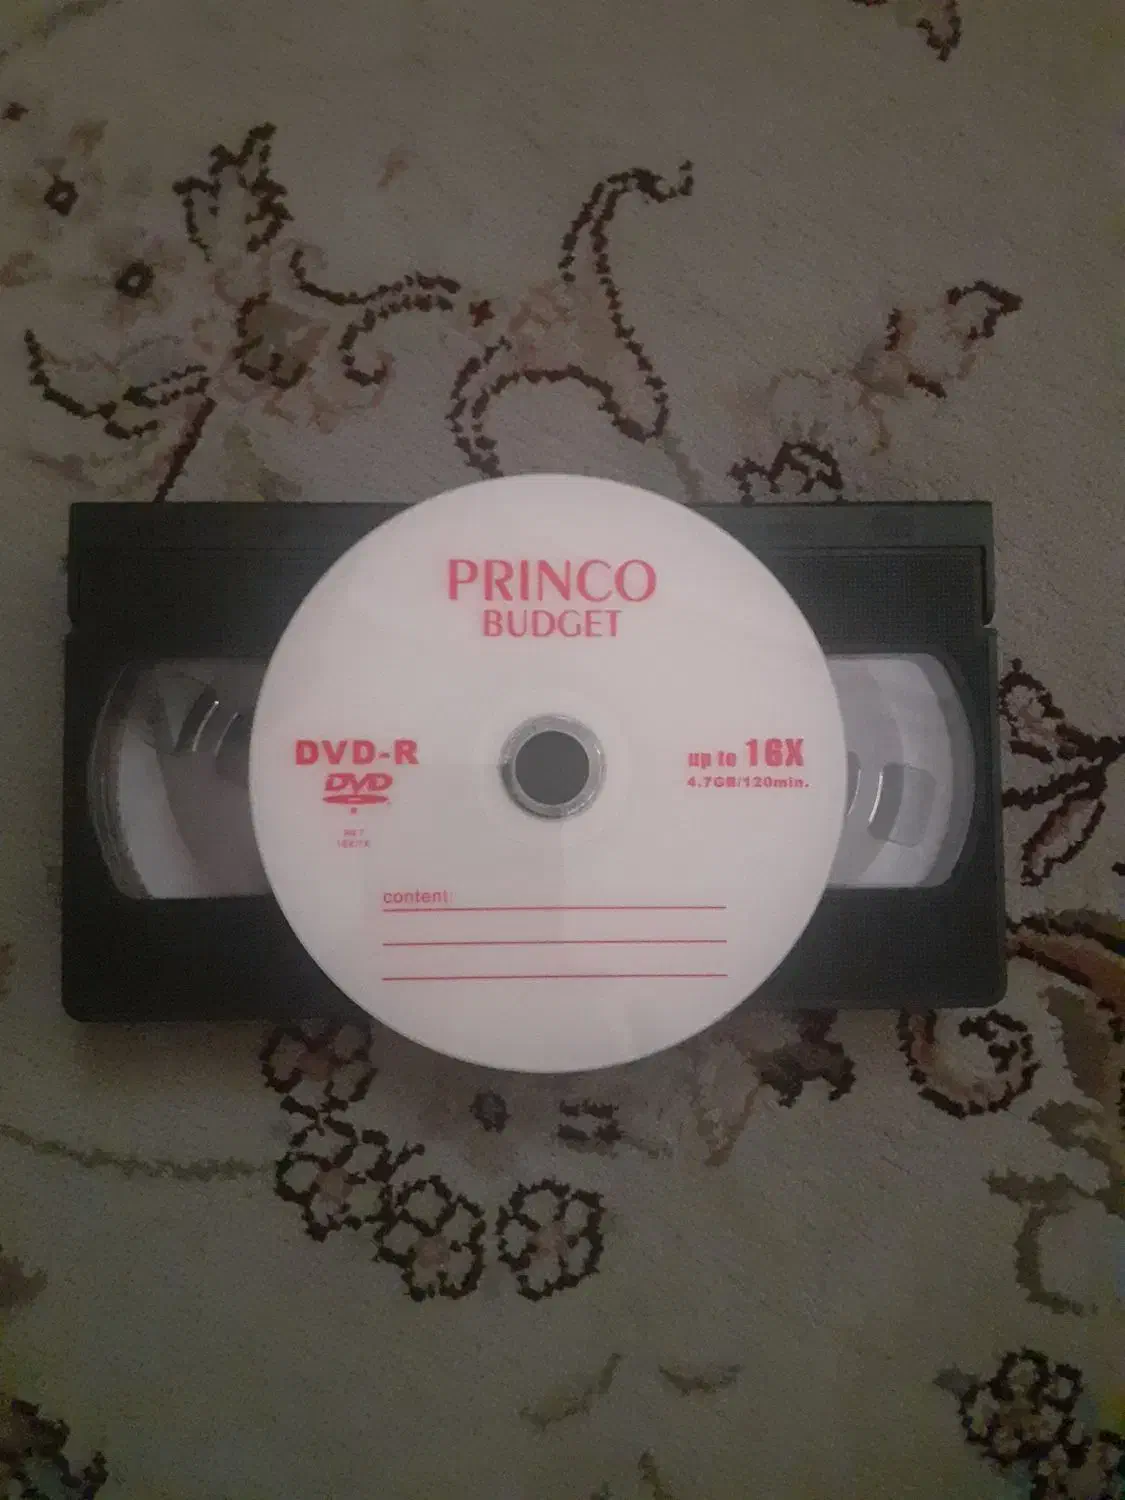 PRINCO
BUDGET
DVD-R
DVD
R
up to 16X
4.7GB/120min.
content: